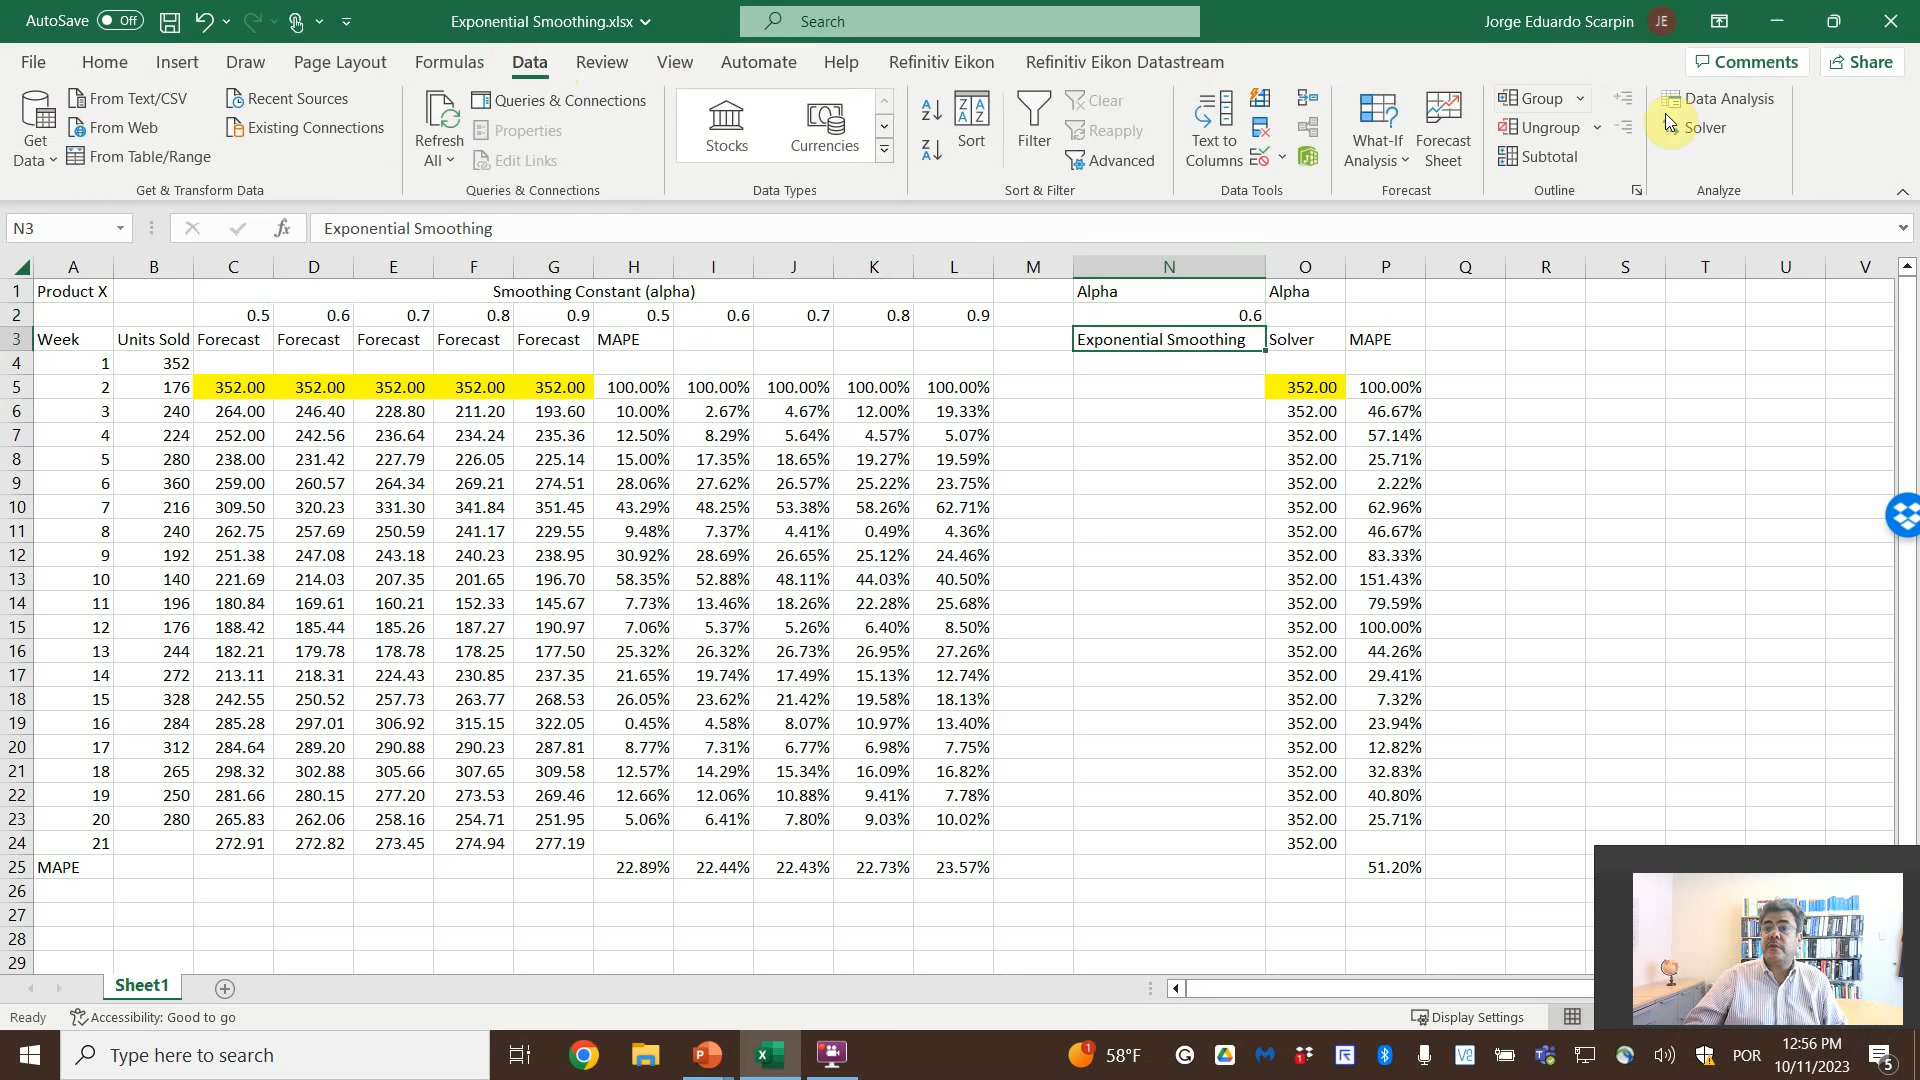 AutoSave Off Exponential Smoothing.xlsx Search Jorge Eduardo Scarpin JE
File Home Insert Draw Page Layout Formulas Data Review View Automate Help Refinitiv Eikon Refinitiv Eikon Datastream Comments Share
Get Data
From Text/CSV
From Web
From Table/Range
Recent Sources
Existing Connections
Get & Transform Data
Refresh All
Queries & Connections
Properties
Edit Links
Queries & Connections
Stocks Currencies
Data Types
Sort
Filter
Clear
Reapply
Advanced
Sort & Filter
Text to Columns
Data Tools
What-If Analysis
Forecast Sheet
Forecast
Group
Ungroup
Subtotal
Outline
Data Analysis
Solver
Analyze
N3 fx Exponential Smoothing
A B C D E F G H I J K L M N O P Q R S T U V
1 Product X Smoothing Constant (alpha) Alpha Alpha
2 0.5 0.6 0.7 0.8 0.9 0.5 0.6 0.7 0.8 0.9 0.6
3 Week Units Sold Forecast Forecast Forecast Forecast Forecast MAPE Exponential Smoothing Solver MAPE
4 1 352
5 2 176 352.00 352.00 352.00 352.00 352.00 100.00% 100.00% 100.00% 100.00% 100.00% 352.00 100.00%
6 3 240 264.00 246.40 228.80 211.20 193.60 10.00% 2.67% 4.67% 12.00% 19.33% 352.00 46.67%
7 4 224 252.00 242.56 236.64 234.24 235.36 12.50% 8.29% 5.64% 4.57% 5.07% 352.00 57.14%
8 5 280 238.00 231.42 227.79 226.05 225.14 15.00% 17.35% 18.65% 19.27% 19.59% 352.00 25.71%
9 6 360 259.00 260.57 264.34 269.21 274.51 28.06% 27.62% 26.57% 25.22% 23.75% 352.00 2.22%
10 7 216 309.50 320.23 331.30 341.84 351.45 43.29% 48.25% 53.38% 58.26% 62.71% 352.00 62.96%
11 8 240 262.75 257.69 250.59 241.17 229.55 9.48% 7.37% 4.41% 0.49% 4.36% 352.00 46.67%
12 9 192 251.38 247.08 243.18 240.23 238.95 30.92% 28.69% 26.65% 25.12% 24.46% 352.00 83.33%
13 10 140 221.69 214.03 207.35 201.65 196.70 58.35% 52.88% 48.11% 44.03% 40.50% 352.00 151.43%
14 11 196 180.84 169.61 160.21 152.33 145.67 7.73% 13.46% 18.26% 22.28% 25.68% 352.00 79.59%
15 12 176 188.42 185.44 185.26 187.27 190.97 7.06% 5.37% 5.26% 6.40% 8.50% 352.00 100.00%
16 13 244 182.21 179.78 178.78 178.25 177.50 25.32% 26.32% 26.73% 26.95% 27.26% 352.00 44.26%
17 14 272 213.11 218.31 224.43 230.85 237.35 21.65% 19.74% 17.49% 15.13% 12.74% 352.00 29.41%
18 15 328 242.55 250.52 257.73 263.77 268.53 26.05% 23.62% 21.42% 19.58% 18.13% 352.00 7.32%
19 16 284 285.28 297.01 306.92 315.15 322.05 0.45% 4.58% 8.07% 10.97% 13.40% 352.00 23.94%
20 17 312 284.64 289.20 290.88 290.23 287.81 8.77% 7.31% 6.77% 6.98% 7.75% 352.00 12.82%
21 18 265 298.32 302.88 305.66 307.65 309.58 12.57% 14.29% 15.34% 16.09% 16.82% 352.00 32.83%
22 19 250 281.66 280.15 277.20 273.53 269.46 12.66% 12.06% 10.88% 9.41% 7.78% 352.00 40.80%
23 20 280 265.83 262.06 258.16 254.71 251.95 5.06% 6.41% 7.80% 9.03% 10.02% 352.00 25.71%
24 21 272.91 272.82 273.45 274.94 277.19 352.00
25 MAPE 22.89% 22.44% 22.43% 22.73% 23.57% 51.20%
26
27
28
29
Sheet1
Ready Accessibility: Good to go Display Settings
Type here to search 58°F POR 12:56 PM
10/11/2023 5